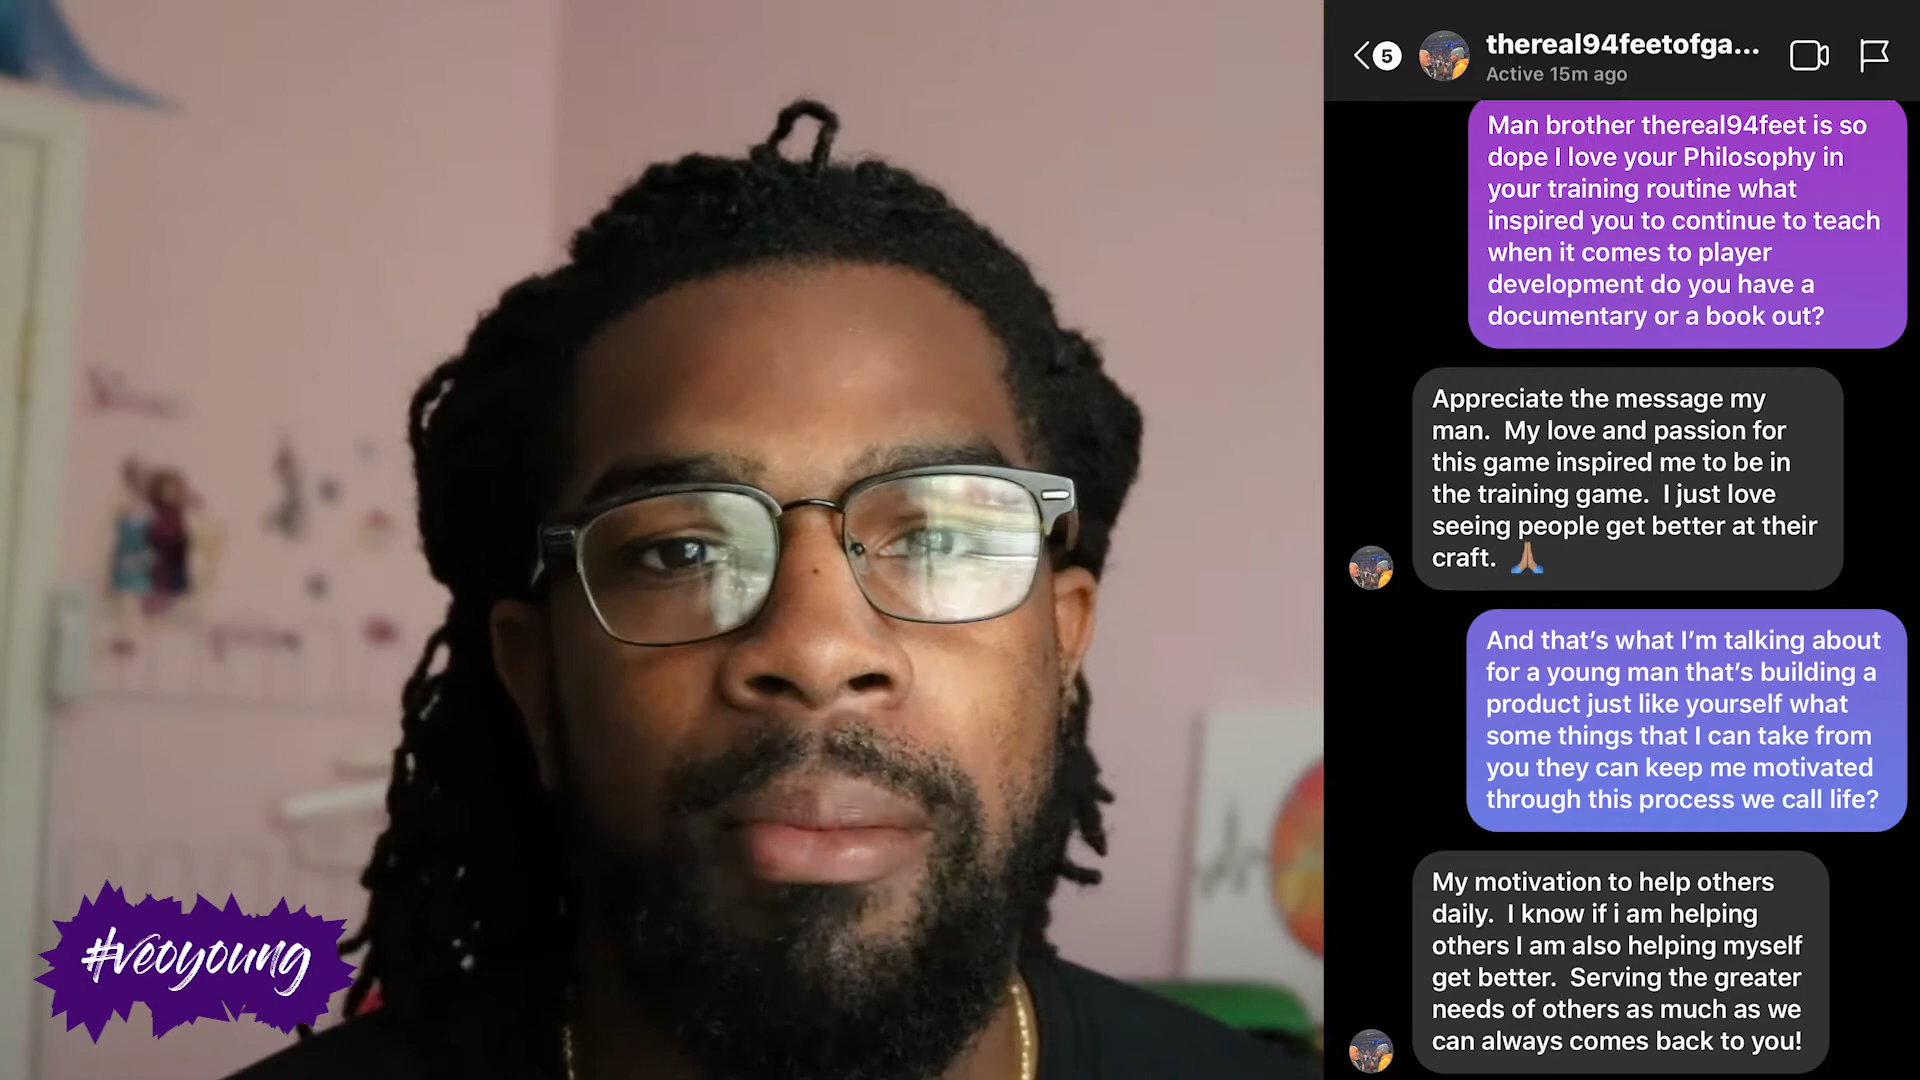 5
thereal94feetofga...
Active 15m ago
Man brother thereal94feet is so
dope I love your Philosophy in
your training routine what
inspired you to continue to teach
when it comes to player
development do you have a
documentary or a book out?
Appreciate the message my
man.  My love and passion for
this game inspired me to be in
the training game.  I just love
seeing people get better at their
craft. 🙏🏽
And that's what I'm talking about
for a young man that's building a
product just like yourself what
some things that I can take from
you they can keep me motivated
through this process we call life?
My motivation to help others
daily.  I know if i am helping
others I am also helping myself
get better.  Serving the greater
needs of others as much as we
can always comes back to you!
#veoyoung